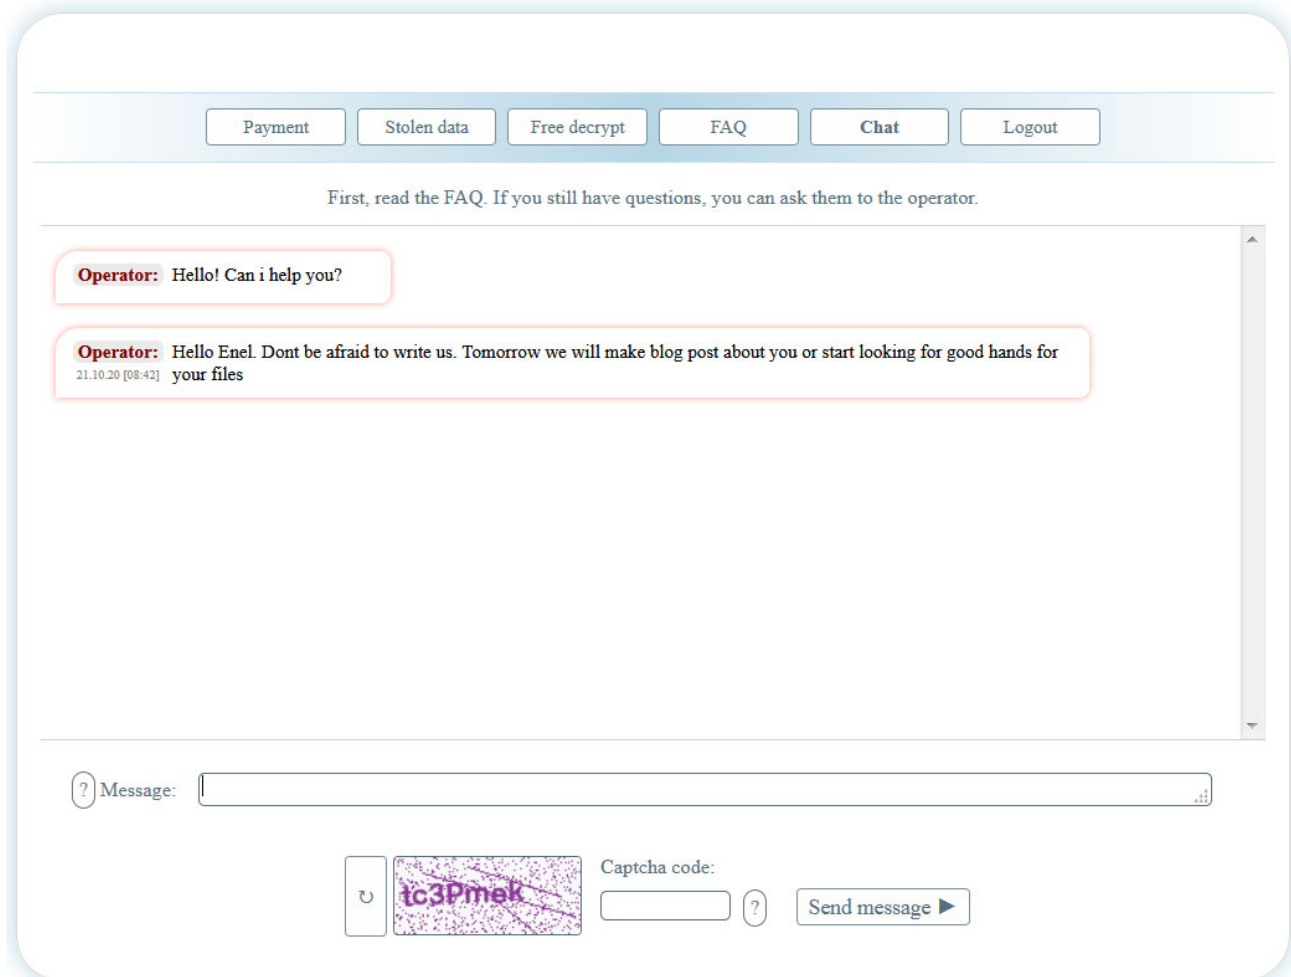 Payment Stolen data Free decrypt FAQ Chat Logout
First, read the FAQ. If you still have questions, you can ask them to the operator.
Operator: Hello! Can i help you?
Operator: Hello Enel. Dont be afraid to write us. Tomorrow we will make blog post about you or start looking for good hands for
21.10.20 [08:42] your files
? Message:
Captcha code:
↻ tc3Pmek ? Send message ▶